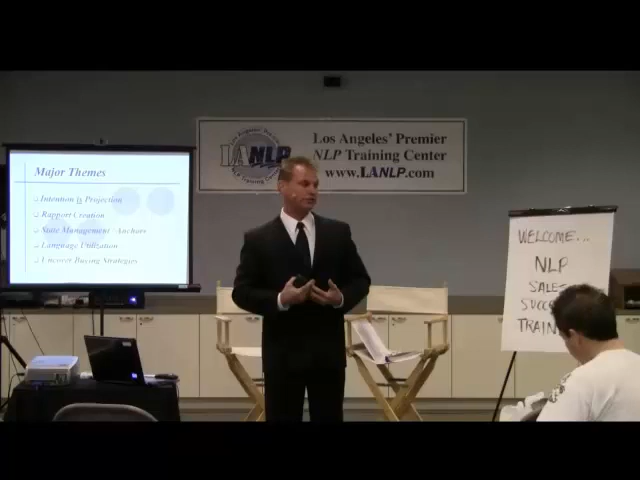 Major Themes
Intention is Projection
Rapport Creation
State Management / Anchors
Language Utilization
Uncover Buying Strategies
Los Angeles' Premier
LANLP
NLP Training Center
www.LANLP.com
WELCOME...
NLP
SALES
TRAIN